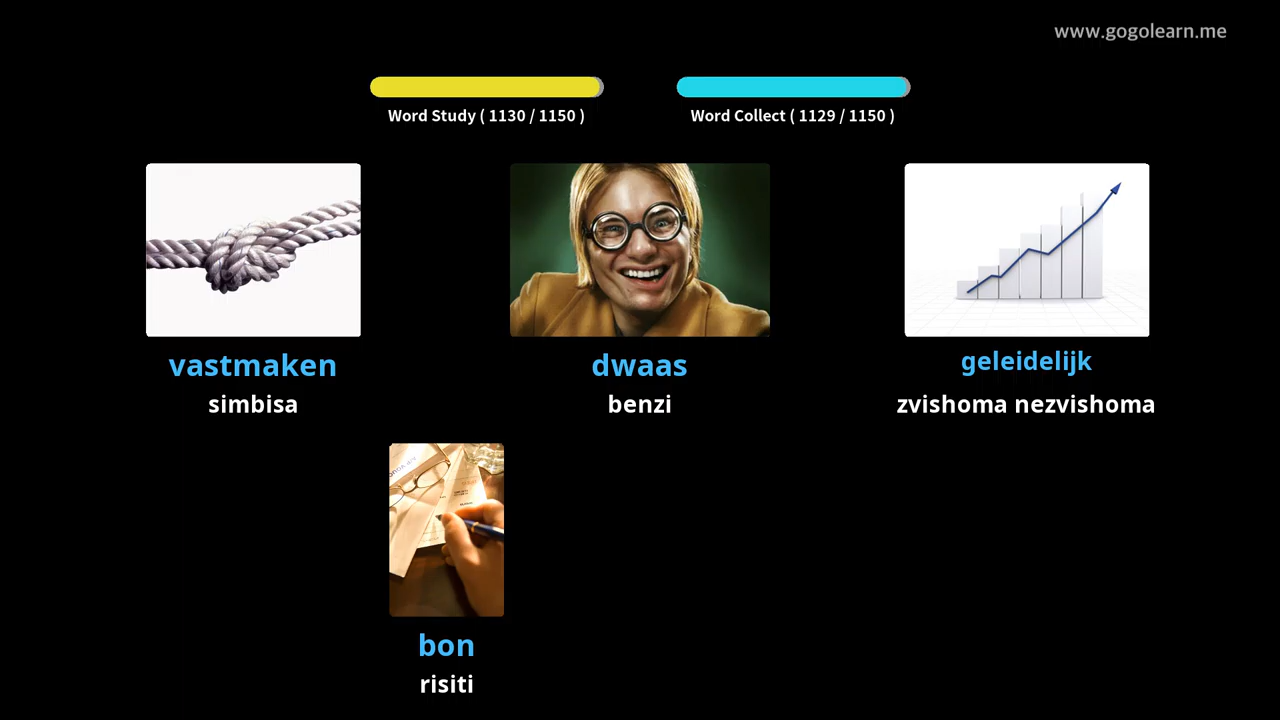 www.gogolearn.me
Word Study ( 1130 / 1150 )
Word Collect ( 1129 / 1150 )
vastmaken
dwaas
geleidelijk
simbisa
benzi
zvishoma nezvishoma
bon
risiti